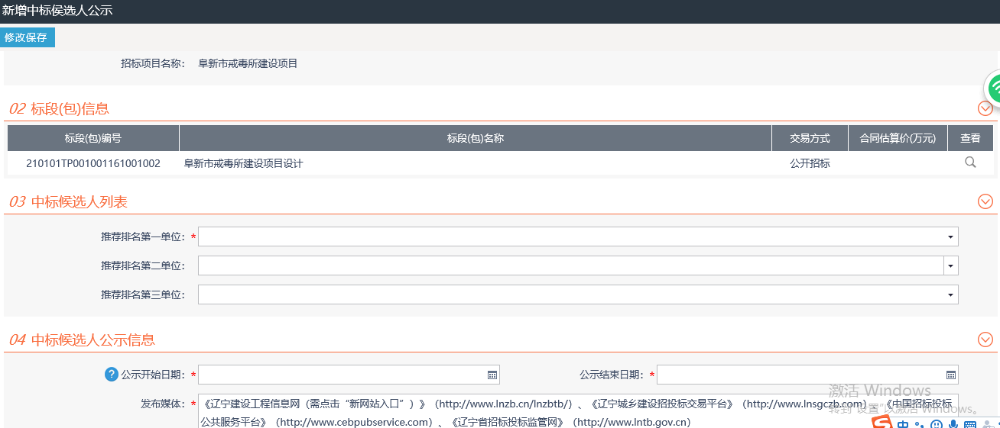 新增中标侯选人公示
修改保存
招标项目名称： 阜新市戒毒所建设项目
02 标段(包)信息
标段(包)编号 标段(包)名称 交易方式 合同估算价(万元) 查看
210101TP001001161001002 阜新市戒毒所建设项目设计 公开招标
03 中标候选人列表
推荐排名第一单位： *
推荐排名第二单位：
推荐排名第三单位：
04 中标候选人公示信息
? 公示开始日期： * 公示结束日期： *
发布媒体： * 《辽宁建设工程信息网（需点击“新网站入口”）》（http://www.lnzb.cn/lnzbtb/）、《辽宁城乡建设招投标交易平台》（http://www.lnsgczb.com）、《中国招标投标
公共服务平台》（http://www.cebpubservice.com）、《辽宁省招标投标监管网》（http://www.lntb.gov.cn）
激活 Windows
转到“设置”以激活 Windows。
S 中